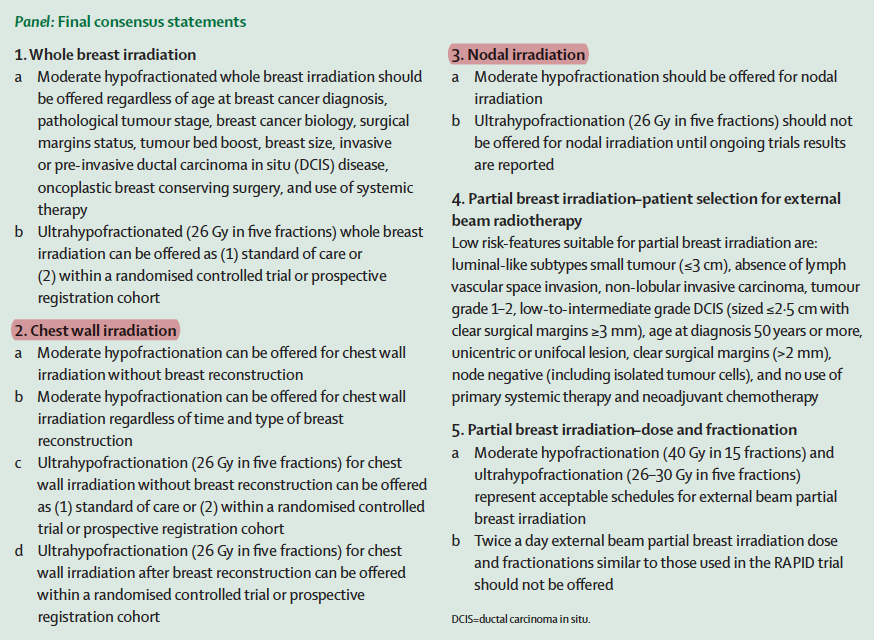 Panel: Final consensus statements
1. Whole breast irradiation
a Moderate hypofractionated whole breast irradiation should
be offered regardless of age at breast cancer diagnosis,
pathological tumour stage, breast cancer biology, surgical
margins status, tumour bed boost, breast size, invasive
or pre-invasive ductal carcinoma in situ (DCIS) disease,
oncoplastic breast conserving surgery, and use of systemic
therapy
b Ultrahypofractionated (26 Gy in five fractions) whole breast
irradiation can be offered as (1) standard of care or
(2) within a randomised controlled trial or prospective
registration cohort
2. Chest wall irradiation
a Moderate hypofractionation can be offered for chest wall
irradiation without breast reconstruction
b Moderate hypofractionation can be offered for chest wall
irradiation regardless of time and type of breast
reconstruction
c Ultrahypofractionation (26 Gy in five fractions) for chest
wall irradiation without breast reconstruction can be offered
as (1) standard of care or (2) within a randomised controlled
trial or prospective registration cohort
d Ultrahypofractionation (26 Gy in five fractions) for chest
wall irradiation after breast reconstruction can be offered
within a randomised controlled trial or prospective
registration cohort
3. Nodal irradiation
a Moderate hypofractionation should be offered for nodal
irradiation
b Ultrahypofractionation (26 Gy in five fractions) should not
be offered for nodal irradiation until ongoing trials results
are reported
4. Partial breast irradiation–patient selection for external
beam radiotherapy
Low risk-features suitable for partial breast irradiation are:
luminal-like subtypes small tumour (≤3 cm), absence of lymph
vascular space invasion, non-lobular invasive carcinoma, tumour
grade 1–2, low-to-intermediate grade DCIS (sized ≤2·5 cm with
clear surgical margins ≥3 mm), age at diagnosis 50 years or more,
unicentric or unifocal lesion, clear surgical margins (>2 mm),
node negative (including isolated tumour cells), and no use of
primary systemic therapy and neoadjuvant chemotherapy
5. Partial breast irradiation–dose and fractionation
a Moderate hypofractionation (40 Gy in 15 fractions) and
ultrahypofractionation (26–30 Gy in five fractions)
represent acceptable schedules for external beam partial
breast irradiation
b Twice a day external beam partial breast irradiation dose
and fractionations similar to those used in the RAPID trial
should not be offered
DCIS=ductal carcinoma in situ.